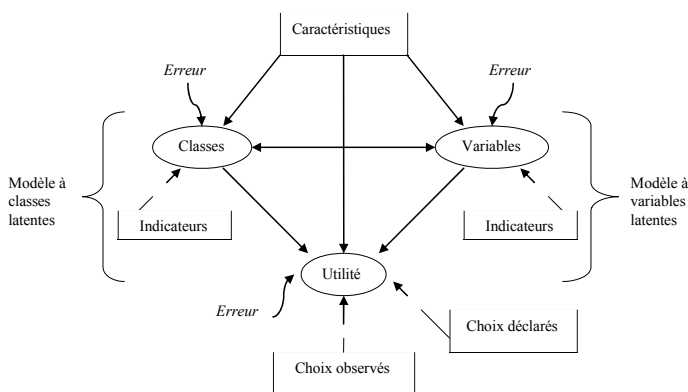 Caractéristiques
Erreur
Erreur
Classes
Variables
Modèle à
classes
latentes
Modèle à
variables
latentes
Indicateurs
Indicateurs
Utilité
Erreur
Choix déclarés
Choix observés